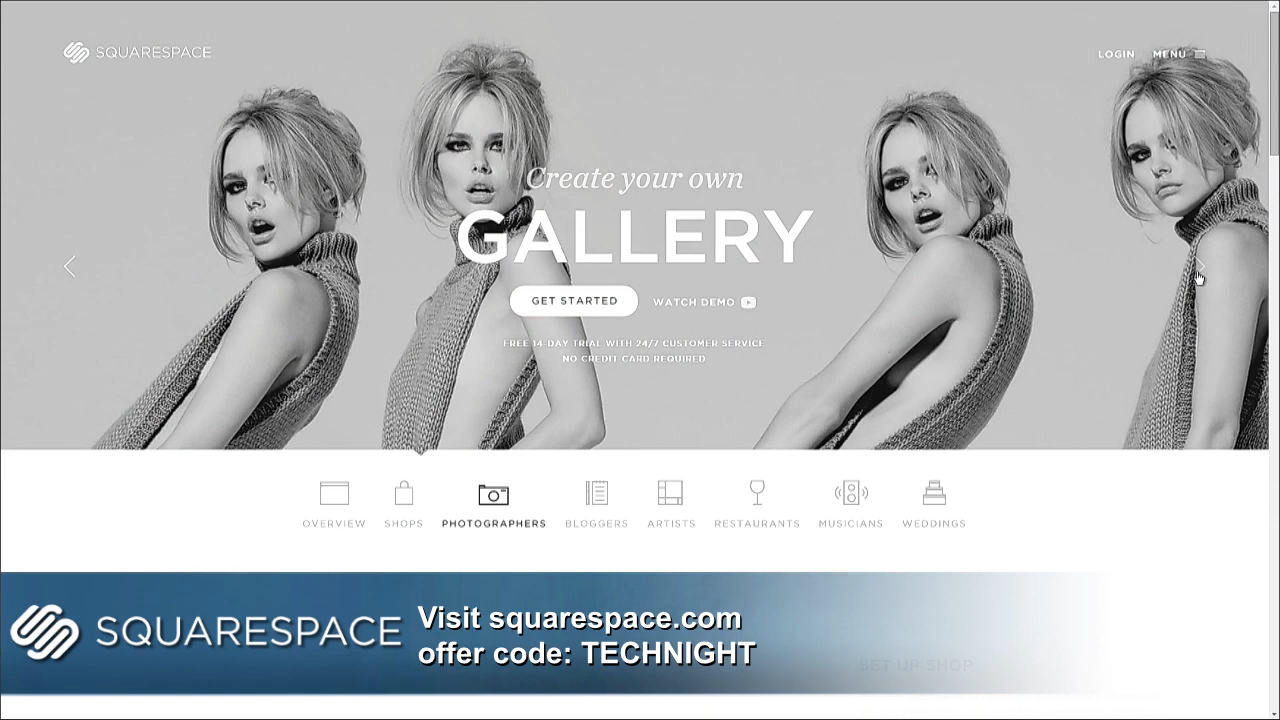 SQUARESPACE
LOGIN MENU
Create your own
GALLERY
GET STARTED WATCH DEMO
FREE 14-DAY TRIAL WITH 24/7 CUSTOMER SERVICE
NO CREDIT CARD REQUIRED
OVERVIEW SHOPS PHOTOGRAPHERS BLOGGERS ARTISTS RESTAURANTS MUSICIANS WEDDINGS
SQUARESPACE
Visit squarespace.com
offer code: TECHNIGHT
SET UP SHOP